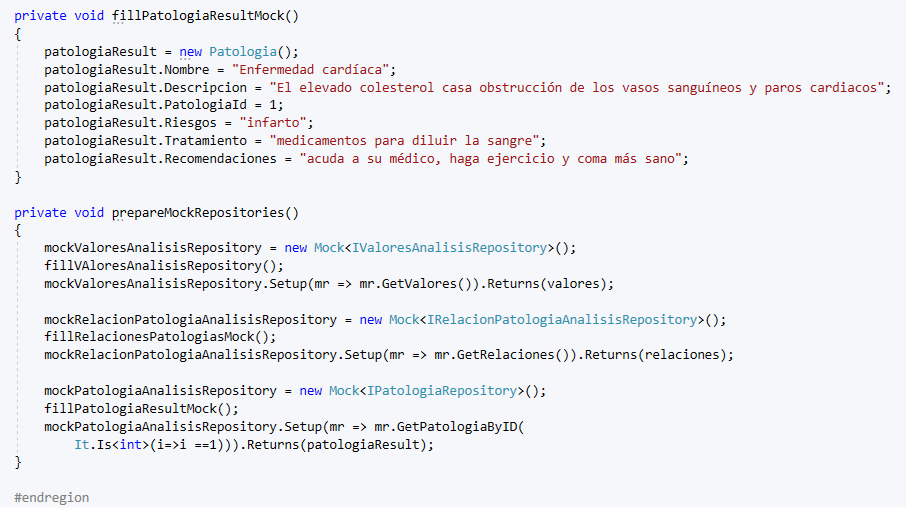 private void fillPatologiaResultMock()
{
    patologiaResult = new Patologia();
    patologiaResult.Nombre = "Enfermedad cardíaca";
    patologiaResult.Descripcion = "El elevado colesterol casa obstrucción de los vasos sanguíneos y paros cardiacos";
    patologiaResult.PatologiaId = 1;
    patologiaResult.Riesgos = "infarto";
    patologiaResult.Tratamiento = "medicamentos para diluir la sangre";
    patologiaResult.Recomendaciones = "acuda a su médico, haga ejercicio y coma más sano";
}

private void prepareMockRepositories()
{
    mockValoresAnalisisRepository = new Mock<IValoresAnalisisRepository>();
    fillVAloresAnalisisRepository();
    mockValoresAnalisisRepository.Setup(mr => mr.GetValores()).Returns(valores);

    mockRelacionPatologiaAnalisisRepository = new Mock<IRelacionPatologiaAnalisisRepository>();
    fillRelacionesPatologiasMock();
    mockRelacionPatologiaAnalisisRepository.Setup(mr => mr.GetRelaciones()).Returns(relaciones);

    mockPatologiaAnalisisRepository = new Mock<IPatologiaRepository>();
    fillPatologiaResultMock();
    mockPatologiaAnalisisRepository.Setup(mr => mr.GetPatologiaByID(
        It.Is<int>(i=>i ==1))).Returns(patologiaResult);
}

#endregion